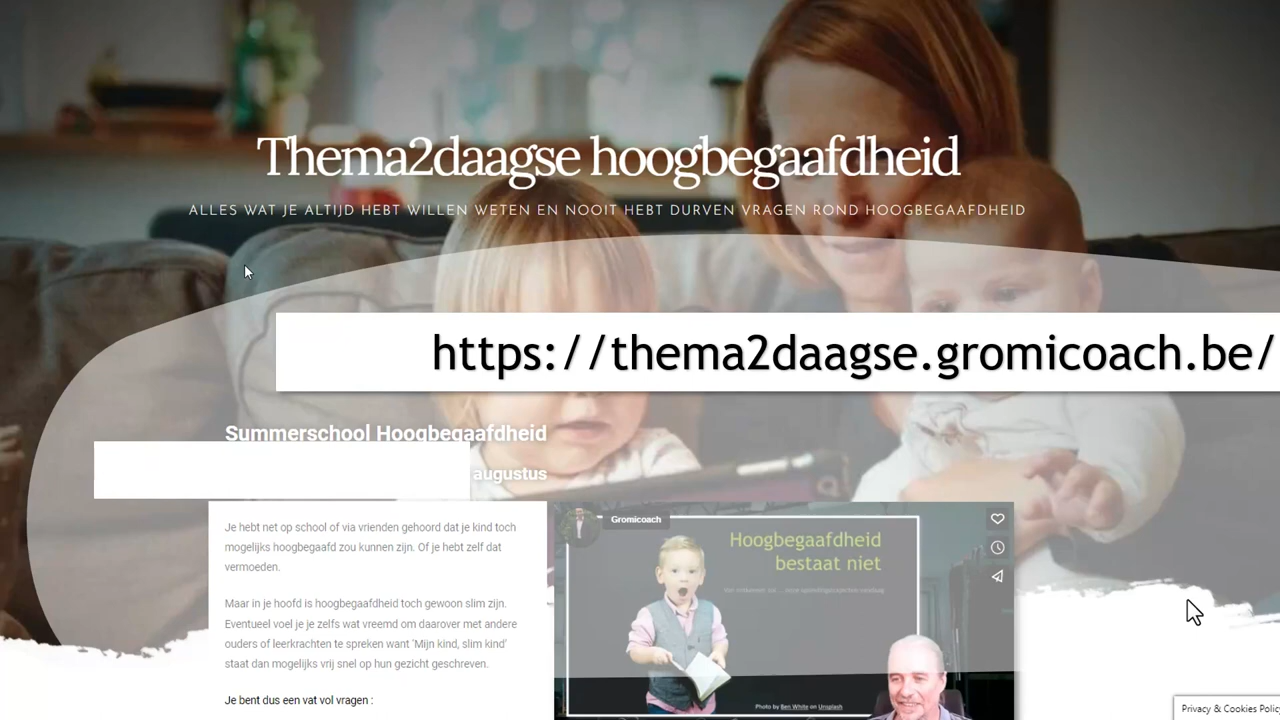 Thema2daagse hoogbegaafdheid
ALLES WAT JE ALTIJD HEBT WILLEN WETEN EN NOOIT HEBT DURVEN VRAGEN ROND HOOGBEGAAFDHEID
https://thema2daagse.gromicoach.be/
Summerschool Hoogbegaafdheid
augustus
Je hebt net op school of via vrienden gehoord dat je kind toch
mogelijks hoogbegaafd zou kunnen zijn. Of je hebt zelf dat
vermoeden.
Maar in je hoofd is hoogbegaafdheid toch gewoon slim zijn.
Eventueel voel je je zelfs wat vreemd om daarover met andere
ouders of leerkrachten te spreken want 'Mijn kind, slim kind'
staat dan mogelijks vrij snel op hun gezicht geschreven.
Je bent dus een vat vol vragen :
Gromicoach
Hoogbegaafdheid
bestaat niet
Photo by Ben White on Unsplash
Privacy & Cookies Polic